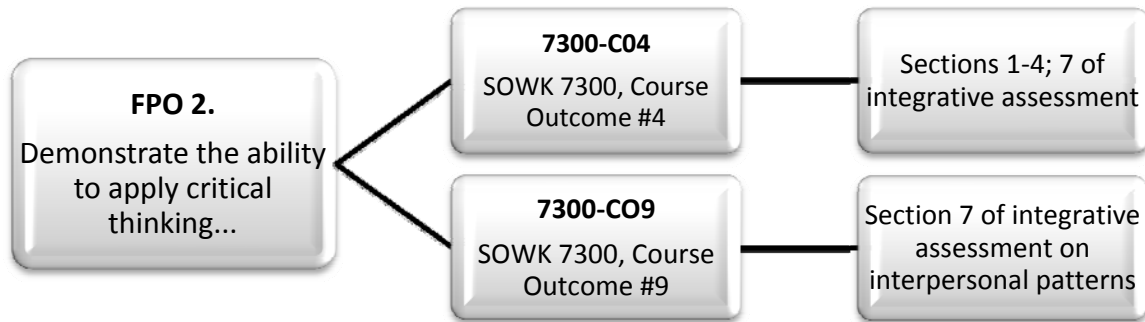 FPO 2.
Demonstrate the ability
to apply critical
thinking...
7300-C04
SOWK 7300, Course
Outcome #4
Sections 1-4; 7 of
integrative assessment
7300-CO9
SOWK 7300, Course
Outcome #9
Section 7 of integrative
assessment on
interpersonal patterns